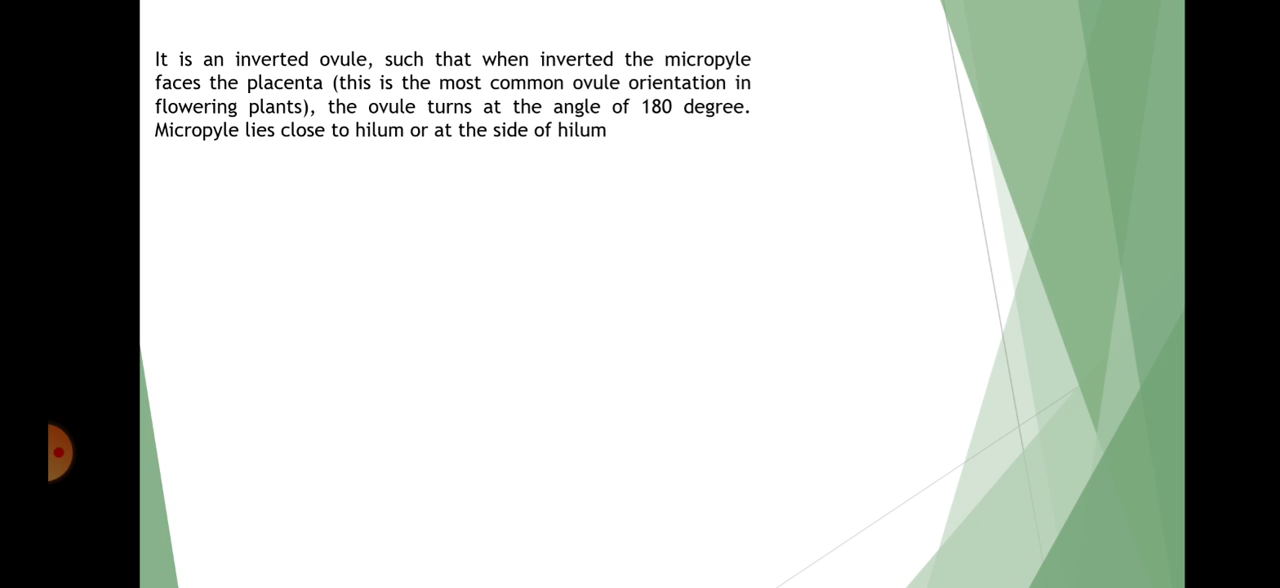 It is an inverted ovule, such that when inverted the micropyle
faces the placenta (this is the most common ovule orientation in
flowering plants), the ovule turns at the angle of 180 degree.
Micropyle lies close to hilum or at the side of hilum